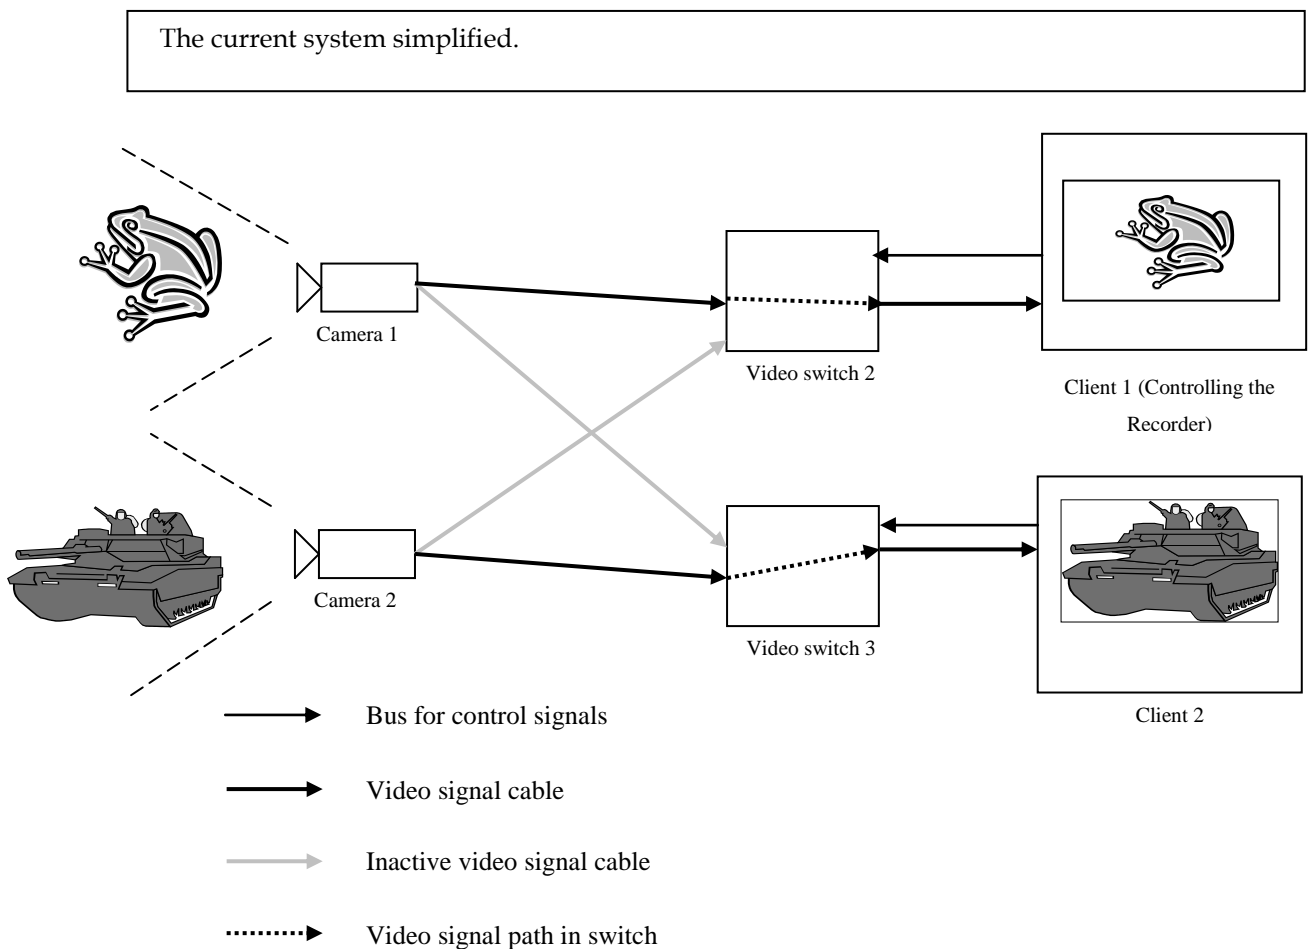 The current system simplified.
Camera 1
Video switch 2
Client 1 (Controlling the
Recorder)
Camera 2
Video switch 3
Client 2
Bus for control signals
Video signal cable
Inactive video signal cable
Video signal path in switch